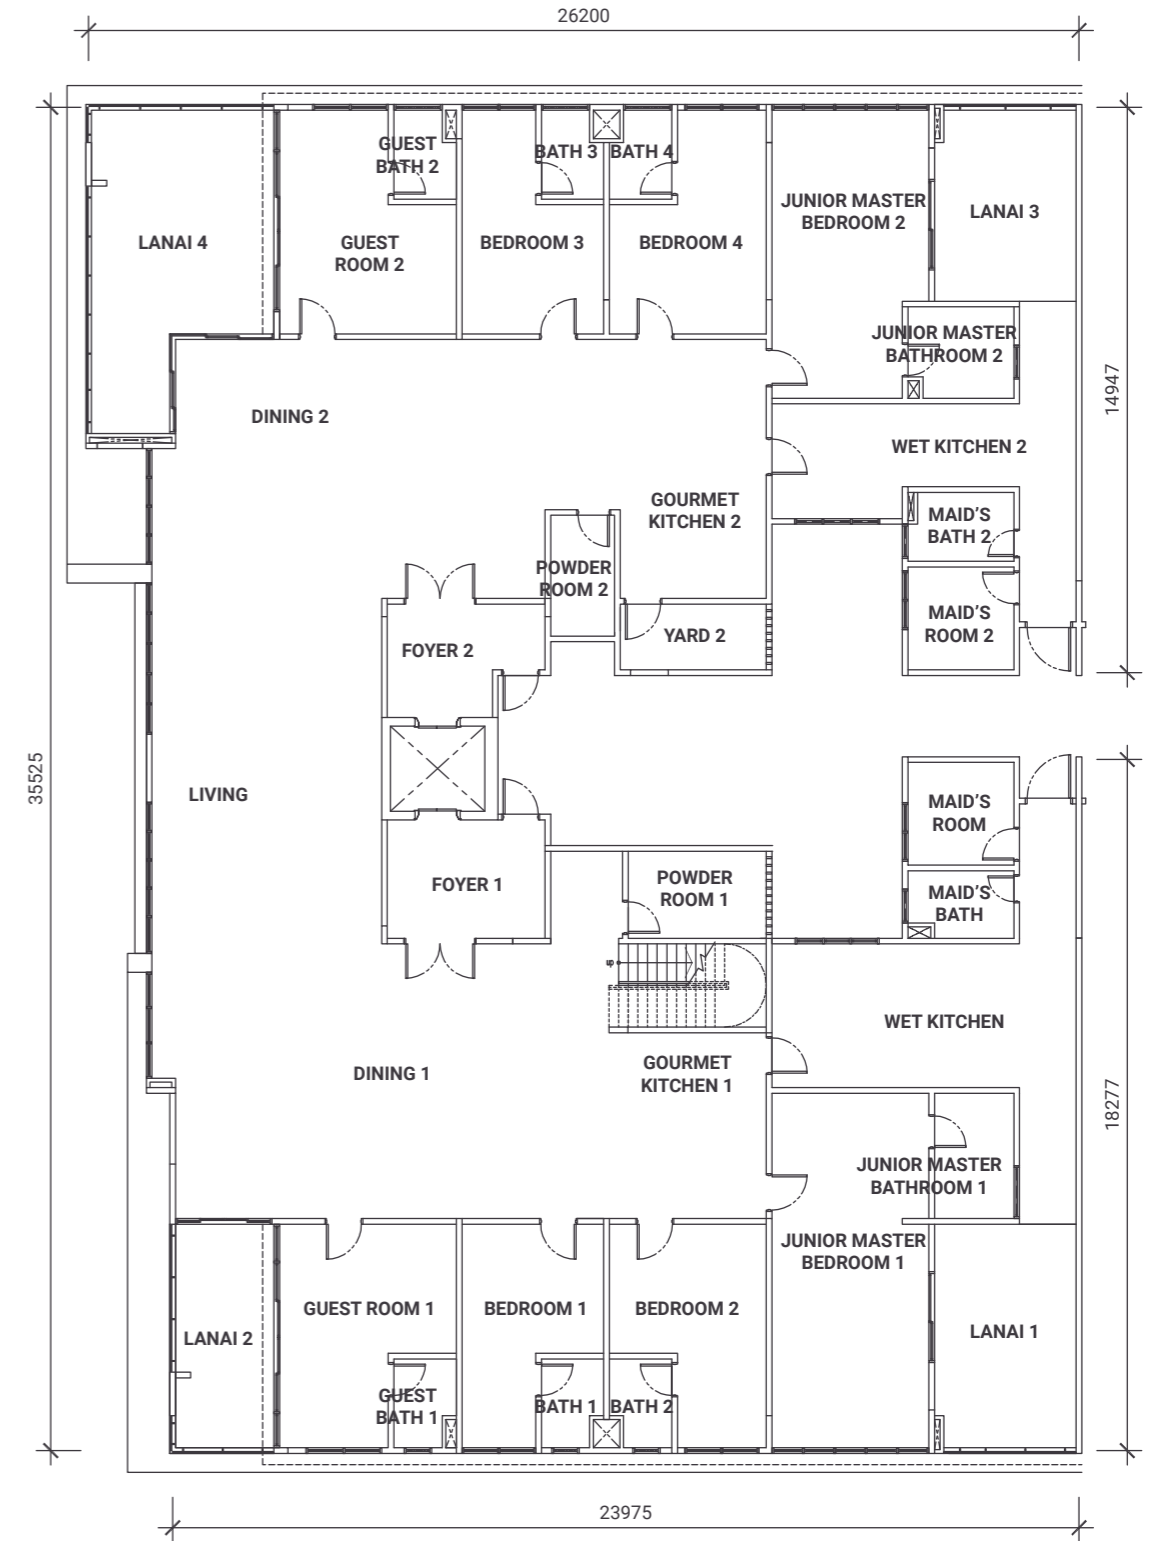 26200
GUEST
BATH 2
BATH 3
BATH 4
JUNIOR MASTER
BEDROOM 2
LANAI 3
LANAI 4
GUEST
ROOM 2
BEDROOM 3
BEDROOM 4
JUNIOR MASTER
BATHROOM 2
14947
DINING 2
WET KITCHEN 2
GOURMET
KITCHEN 2
MAID'S
BATH 2
POWDER
ROOM 2
MAID'S
ROOM 2
YARD 2
FOYER 2
35525
LIVING
MAID'S
ROOM
FOYER 1
POWDER
ROOM 1
MAID'S
BATH
WET KITCHEN
DINING 1
GOURMET
KITCHEN 1
18277
JUNIOR MASTER
BATHROOM 1
JUNIOR MASTER
BEDROOM 1
GUEST ROOM 1
BEDROOM 1
BEDROOM 2
LANAI 2
LANAI 1
GUEST
BATH 1
BATH 1
BATH 2
23975